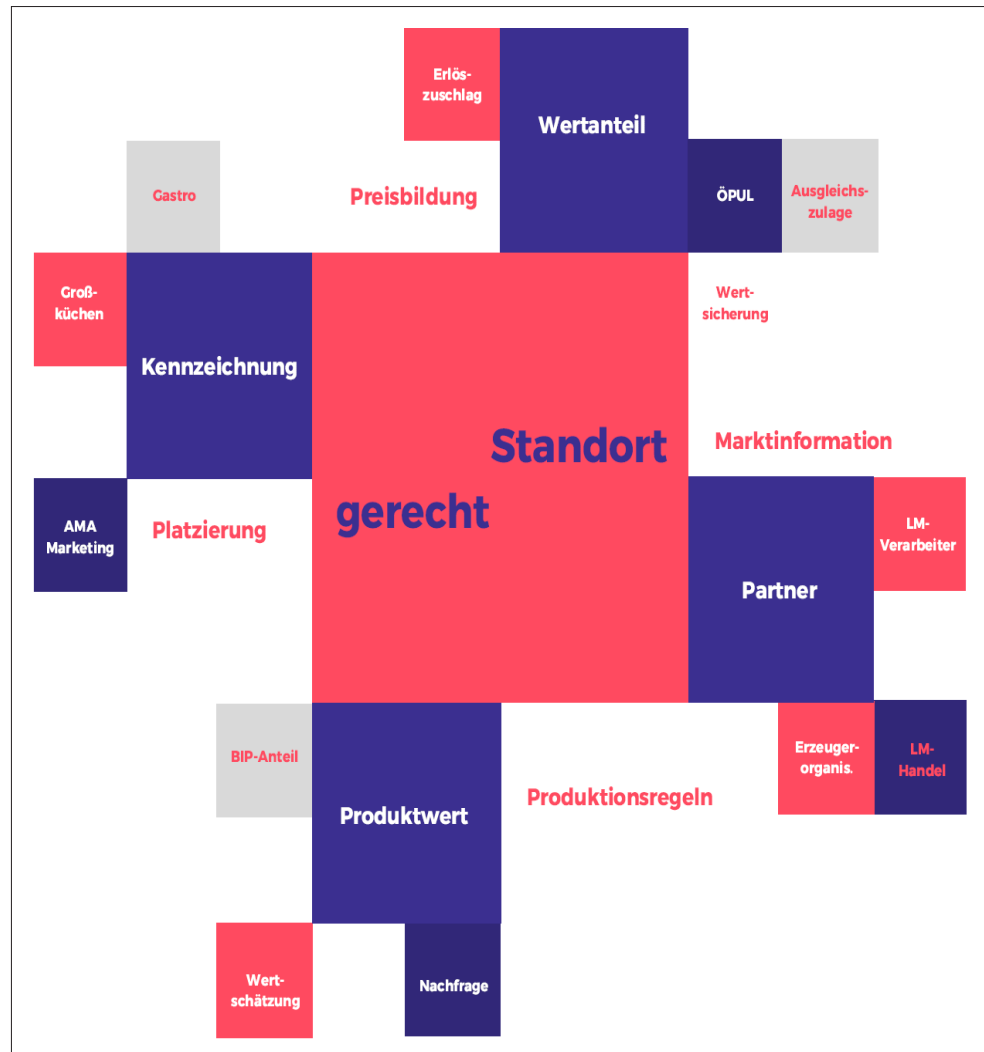 Erlös-
zuschlag
Wertanteil
Preisbildung
Gastro
ÖPUL
Ausgleichs-
zulage
Groß-
küchen
Kennzeichnung
Wert-
sicherung
Standort
gerecht
Marktinformation
AMA
Marketing
Platzierung
LM-
Verarbeiter
Partner
BIP-Anteil
Produktwert
Produktionsregeln
Erzeuger-
organis.
LM-
Handel
Wert-
schätzung
Nachfrage